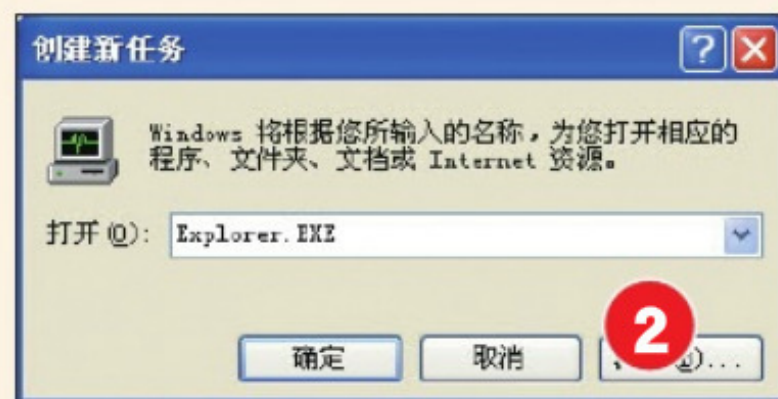 创建新任务
Windows 将根据您所输入的名称，为您打开相应的
程序、文件夹、文档或 Internet 资源。
打开(O): Explorer.EXE
确定 取消 ...
2